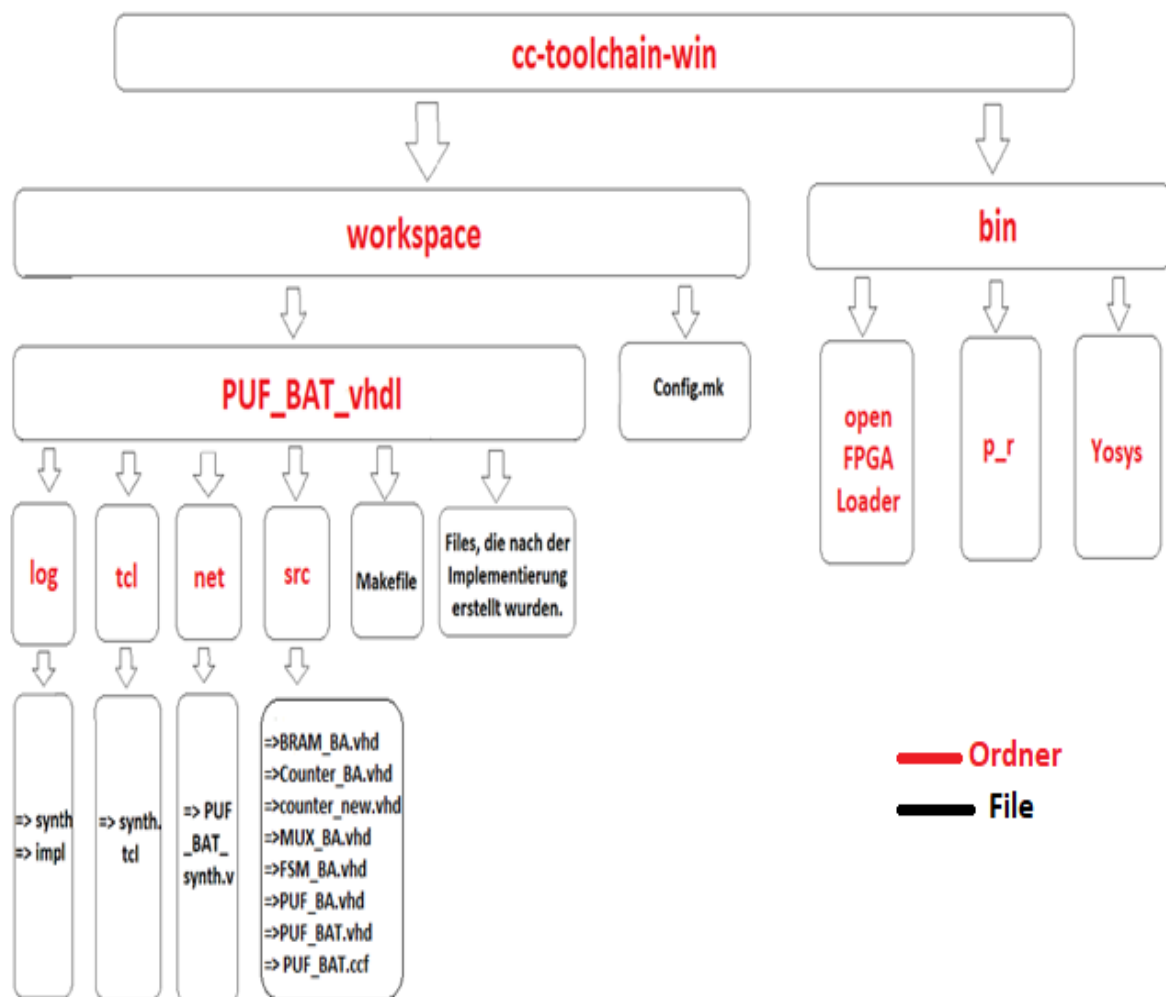 cc-toolchain-win
workspace
bin
PUF_BAT_vhdl
Config.mk
open
FPGA
Loader
p_r
Yosys
log
tcl
net
src
Makefile
Files, die nach der
Implementierung
erstellt wurden.
=> synth
=> impl
=> synth.
tcl
=> PUF
_BAT_
synth.v
=>BRAM_BA.vhd
=>Counter_BA.vhd
=>counter_new.vhd
=>MUX_BA.vhd
=>FSM_BA.vhd
=>PUF_BA.vhd
=>PUF_BAT.vhd
=> PUF_BAT.ccf
Ordner
File